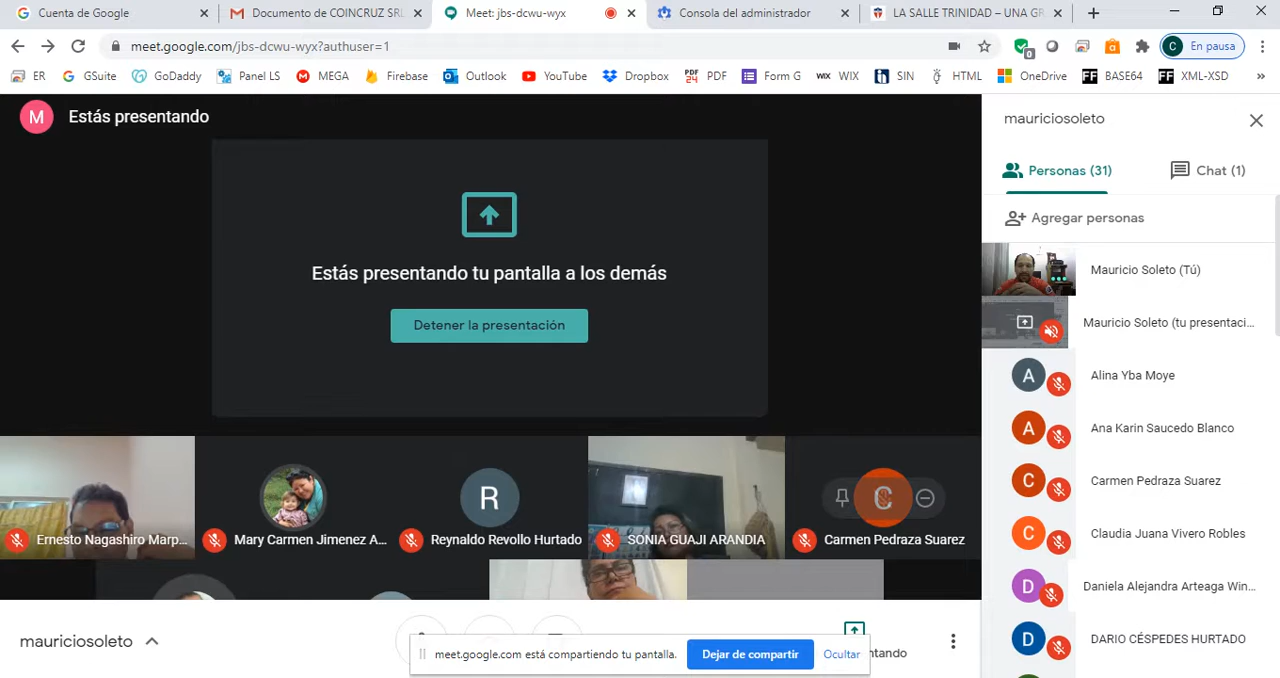 Cuenta de Google
Documento de COINCRUZ SRL
Meet: jbs-dcwu-wyx
Consola del administrador
LA SALLE TRINIDAD – UNA GR
meet.google.com/jbs-dcwu-wyx?authuser=1
0
C En pausa
ER
GSuite
GoDaddy
Panel LS
MEGA
Firebase
Outlook
YouTube
Dropbox
PDF 24 PDF
Form G
WIX WIX
SIN
HTML
OneDrive
FF BASE64
FF XML-XSD
»
M Estás presentando
Estás presentando tu pantalla a los demás
Detener la presentación
Ernesto Nagashiro Marp...
Mary Carmen Jimenez A...
R
Reynaldo Revollo Hurtado
SONIA GUAJI ARANDIA
C
Carmen Pedraza Suarez
mauriciosoleto
meet.google.com está compartiendo tu pantalla.
Dejar de compartir
Ocultar
ntando
mauriciosoleto
Personas (31)
Chat (1)
Agregar personas
Mauricio Soleto (Tú)
Mauricio Soleto (tu presentaci...
A Alina Yba Moye
A Ana Karin Saucedo Blanco
C Carmen Pedraza Suarez
C Claudia Juana Vivero Robles
D Daniela Alejandra Arteaga Win...
D DARIO CÉSPEDES HURTADO